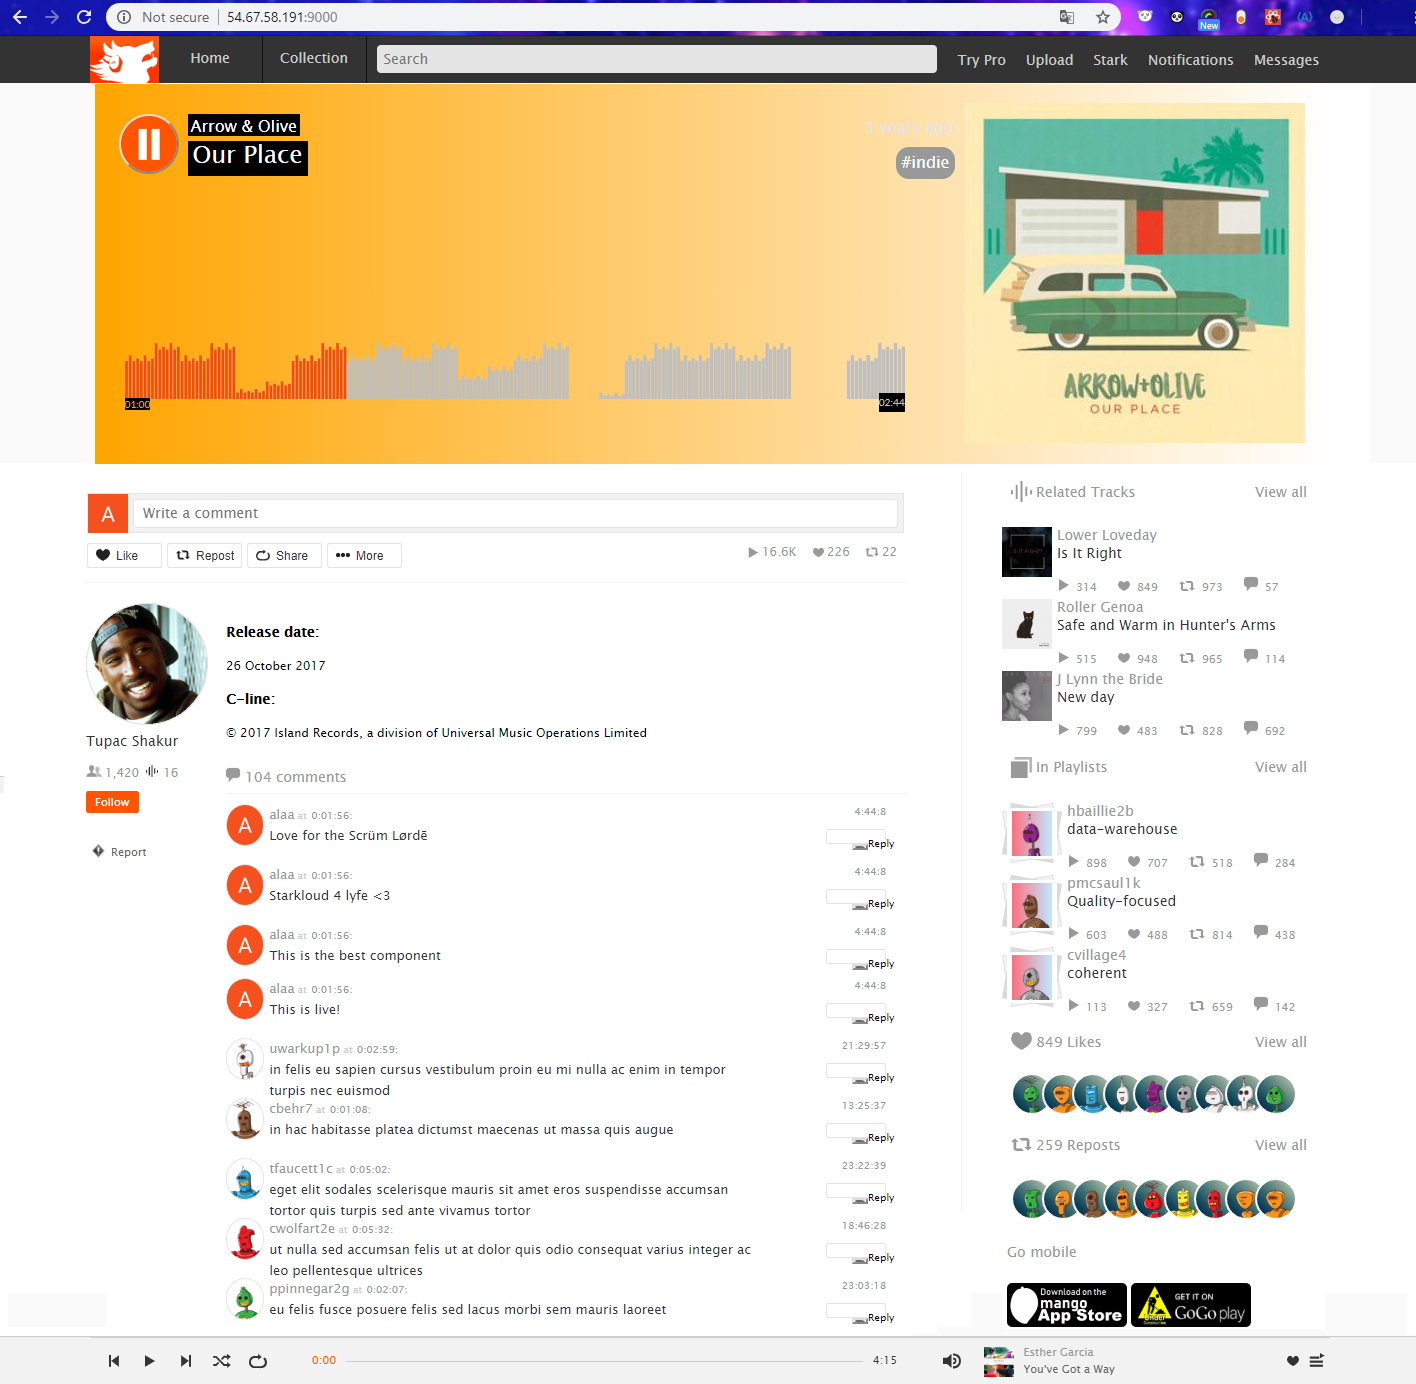 Not secure | 54.67.58.191:9000
New
Home
Collection
Search
Try Pro
Upload
Stark
Notifications
Messages
Arrow & Olive
Our Place
3 years ago
#indie
01:00
02:44
ARROW+OLIVE
OUR PLACE
A
Write a comment
Like
Repost
Share
More
16.6K
226
22
Tupac Shakur
1,420
16
Follow
Report
Release date:
26 October 2017
C-line:
© 2017 Island Records, a division of Universal Music Operations Limited
104 comments
A
alaa at 0:01:56:
4:44:8
Love for the Scrüm Lørdē
Reply
A
alaa at 0:01:56:
4:44:8
Starkloud 4 lyfe <3
Reply
A
alaa at 0:01:56:
4:44:8
This is the best component
Reply
A
alaa at 0:01:56:
4:44:8
This is live!
Reply
uwarkup1p at 0:02:59:
21:29:57
in felis eu sapien cursus vestibulum proin eu mi nulla ac enim in tempor
turpis nec euismod
Reply
cbehr7 at 0:01:08:
13:25:37
in hac habitasse platea dictumst maecenas ut massa quis augue
Reply
tfaucett1c at 0:05:02:
23:22:39
eget elit sodales scelerisque mauris sit amet eros suspendisse accumsan
tortor quis turpis sed ante vivamus tortor
Reply
cwolfart2e at 0:05:32:
18:46:28
ut nulla sed accumsan felis ut at dolor quis odio consequat varius integer ac
leo pellentesque ultrices
Reply
ppinnegar2g at 0:02:07:
23:03:18
eu felis fusce posuere felis sed lacus morbi sem mauris laoreet
Reply
Related Tracks
View all
Lower Loveday
Is It Right
314 849 973 57
Roller Genoa
Safe and Warm in Hunter's Arms
515 948 965 114
J Lynn the Bride
New day
799 483 828 692
In Playlists
View all
hbaillie2b
data-warehouse
898 707 518 284
pmcsaul1k
Quality-focused
603 488 814 438
cvillage4
coherent
113 327 659 142
849 Likes
View all
259 Reposts
View all
Go mobile
Download on the
mango
App Store
GET IT ON
GoGo play
0:00
4:15
Esther Garcia
You've Got a Way